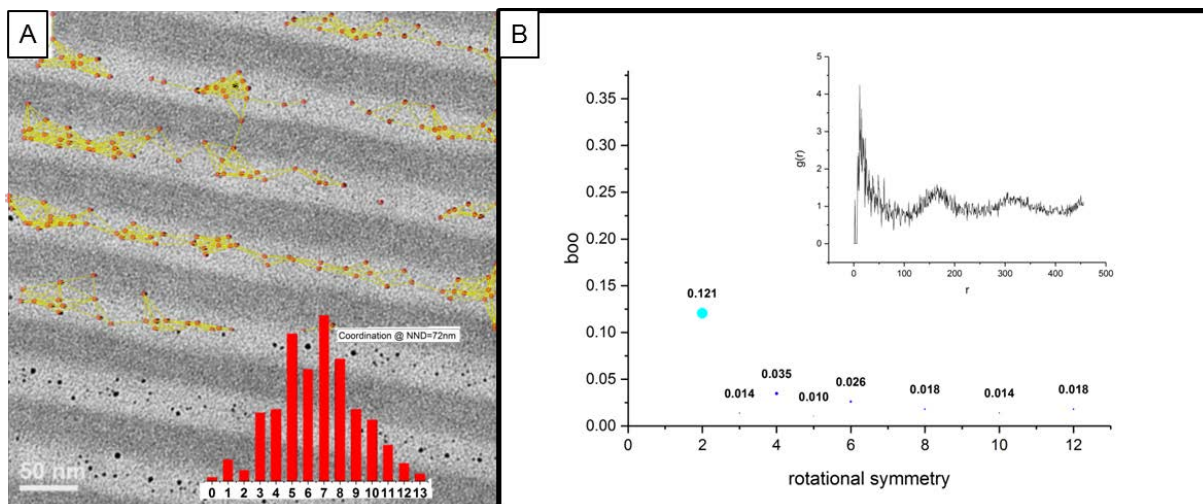 A
Coordination @ NND=72nm
50 nm
0 1 2 3 4 5 6 7 8 9 10 11 12 13
B
boo
0.35
0.30
0.25
0.20
0.15
0.10
0.05
0.00
0.121
0.014
0.035
0.010
0.026
0.018
0.014
0.018
0 2 4 6 8 10 12
rotational symmetry
g(r)
5
4
3
2
1
0
0 100 200 300 400 500
r